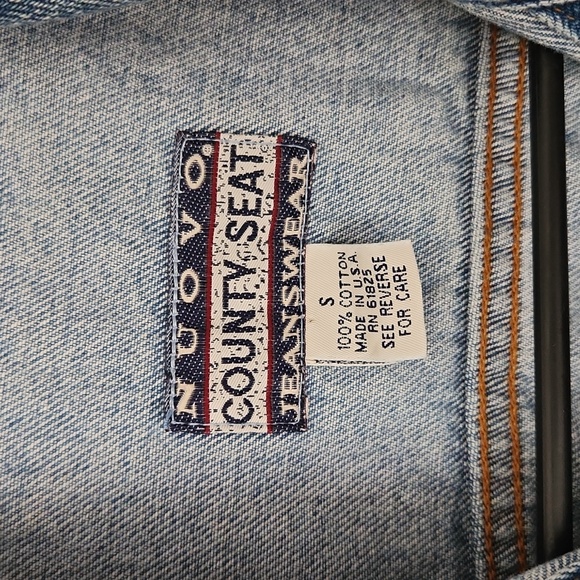 NUOVO.
COUNTY SEAT
JEANSWEAR
S
100% COTTON
MADE IN U.S.A.
RN 61825
SEE REVERSE
FOR CARE